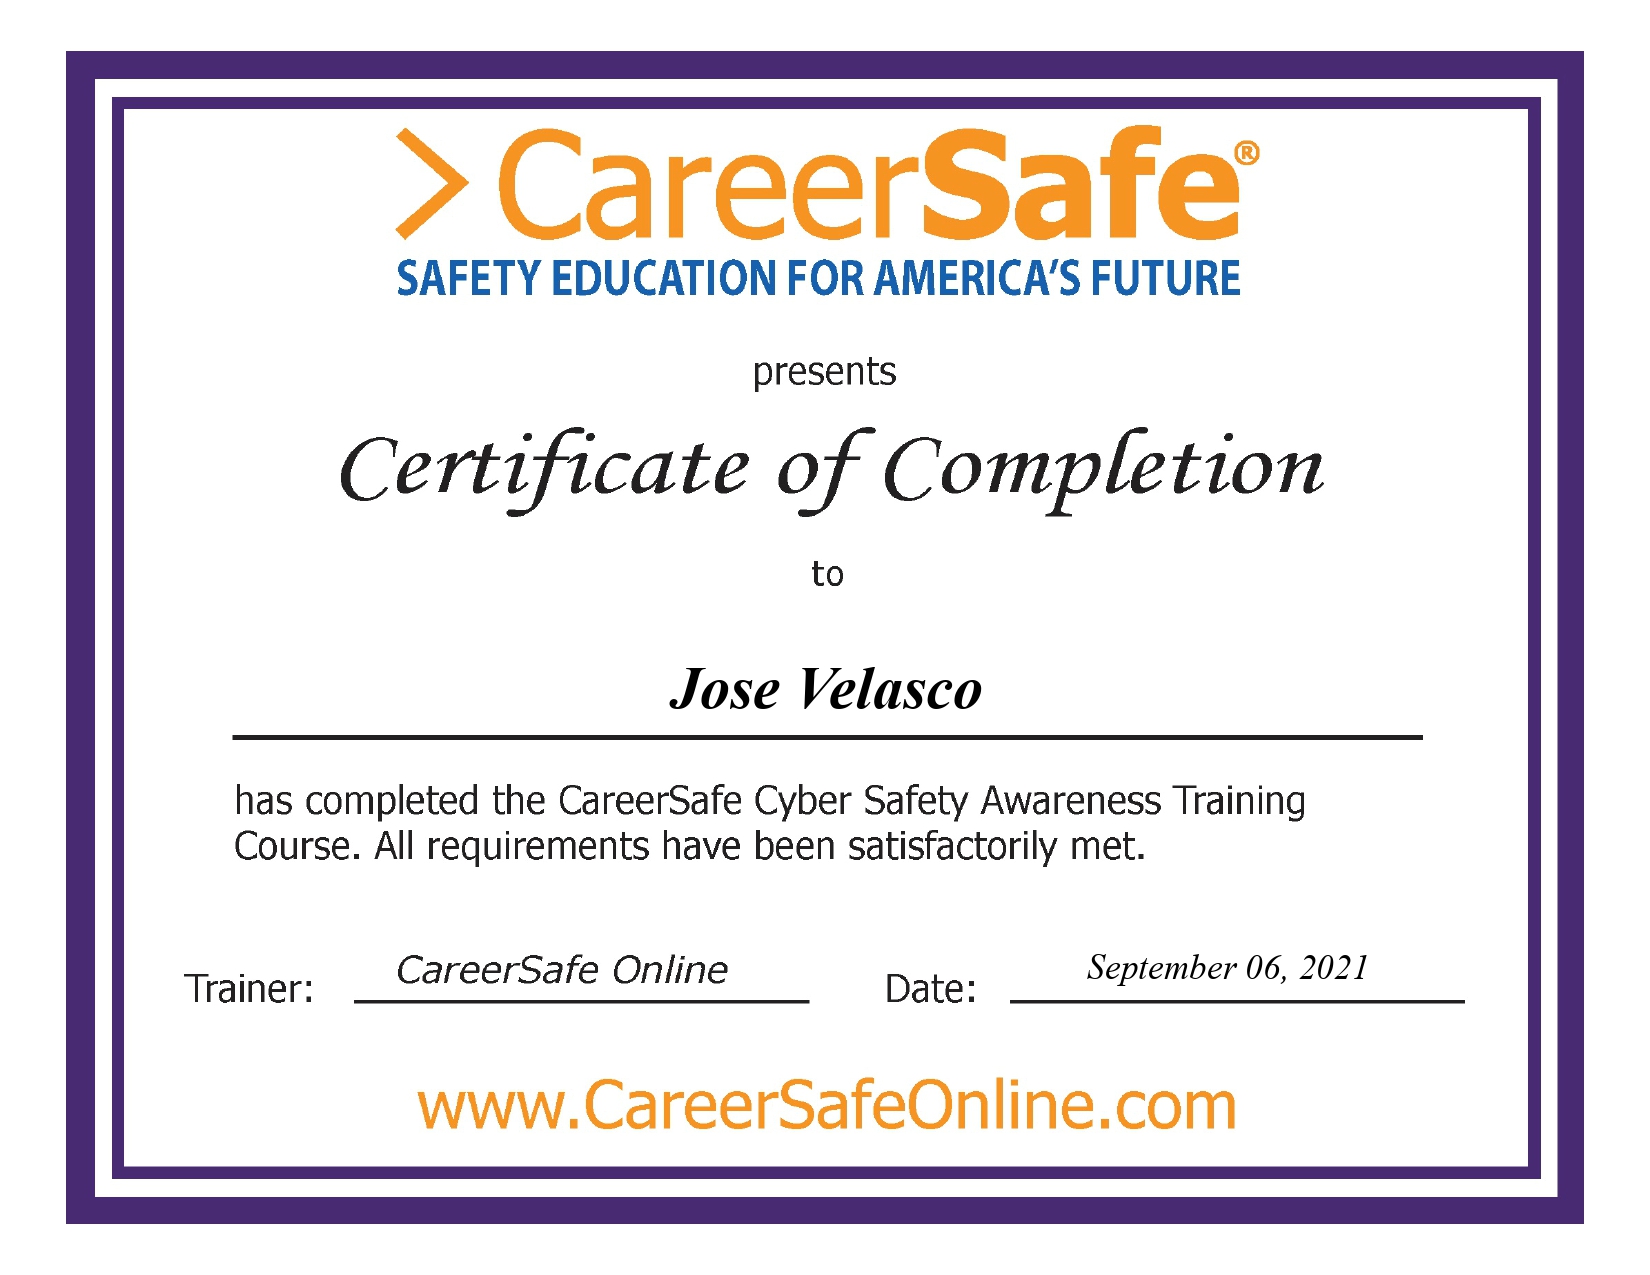 > CareerSafe®
SAFETY EDUCATION FOR AMERICA'S FUTURE
presents
Certificate of Completion
to
Jose Velasco
has completed the CareerSafe Cyber Safety Awareness Training
Course. All requirements have been satisfactorily met.
Trainer: CareerSafe Online Date: September 06, 2021
www.CareerSafeOnline.com